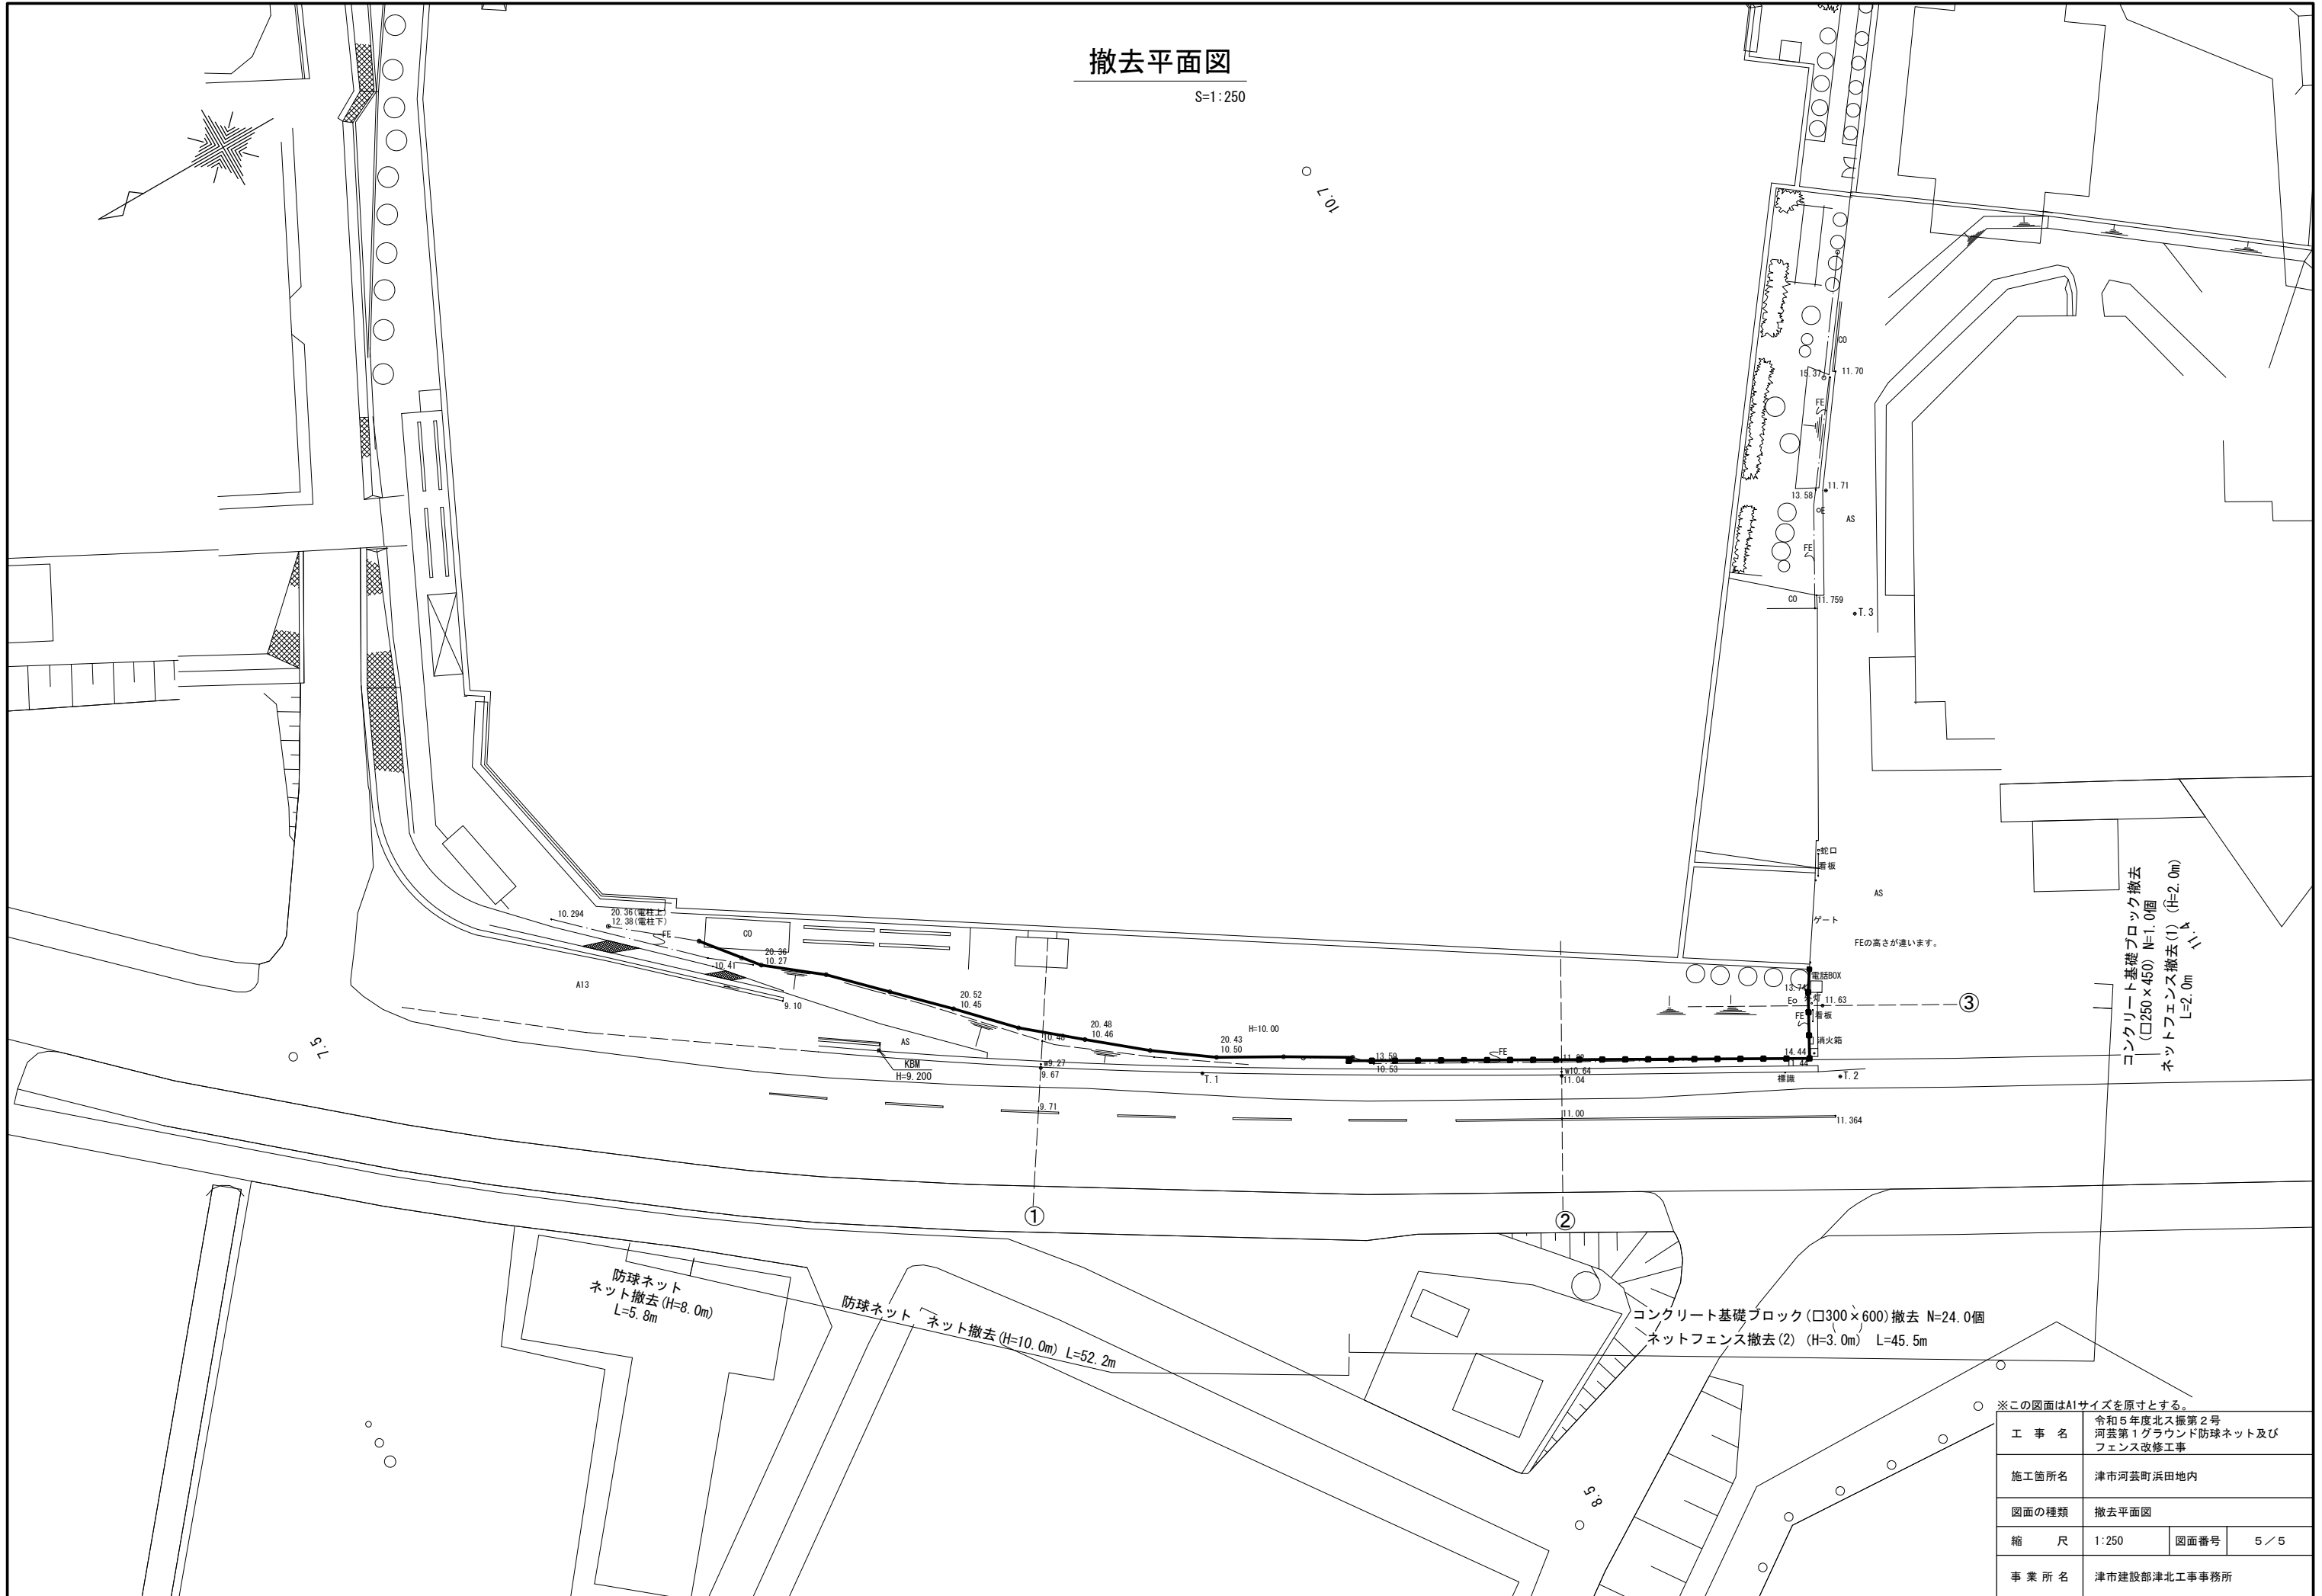 撤去平面図
S=1:250
10.7
CO
15.37
11.70
FE
11.71
13.58
E
AS
FE
CO
11.759
T.3
蛇口
看板
AS
ゲート
FEの高さが違います。
電話BOX
13.74
E
11.63
③
FE
看板
消火箱
14.44
11.44
標識
T.2
コンクリート基礎ブロック撤去
(□250×450) N=1.0個
ネットフェンス撤去(1) (H=2.0m)
L=2.0m
11.4
10.294
20.36(電柱上)
12.38(電柱下)
FE
CO
20.36
10.27
10.41
A13
9.10
20.52
10.45
20.48
10.46
10.46
20.43
10.50
H=10.00
AS
KBM
H=9.200
W9.27
9.67
T.1
13.59
10.53
FE
W10.64
11.04
9.71
11.00
11.364
7.5
①
②
防球ネット
ネット撤去(H=8.0m)
L=5.8m
防球ネット ネット撤去(H=10.0m) L=52.2m
コンクリート基礎ブロック(□300×600)撤去 N=24.0個
ネットフェンス撤去(2) (H=3.0m) L=45.5m
8.5
※この図面はA1サイズを原寸とする。
工事名 令和5年度北ス振第2号
河芸第1グラウンド防球ネット及び
フェンス改修工事
施工箇所名 津市河芸町浜田地内
図面の種類 撤去平面図
縮尺 1:250 図面番号 5/5
事業所名 津市建設部津北工事事務所